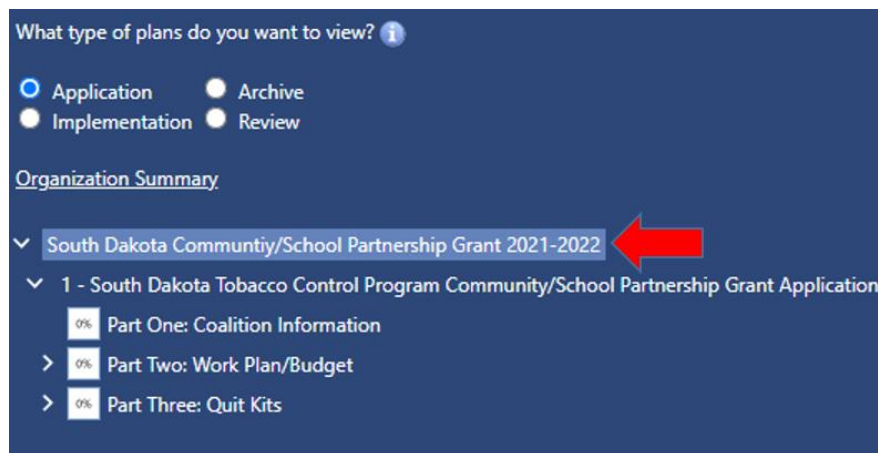 What type of plans do you want to view? i
Application Archive
Implementation Review
Organization Summary
South Dakota Communtiy/School Partnership Grant 2021-2022
1 - South Dakota Tobacco Control Program Community/School Partnership Grant Application
0% Part One: Coalition Information
0% Part Two: Work Plan/Budget
0% Part Three: Quit Kits